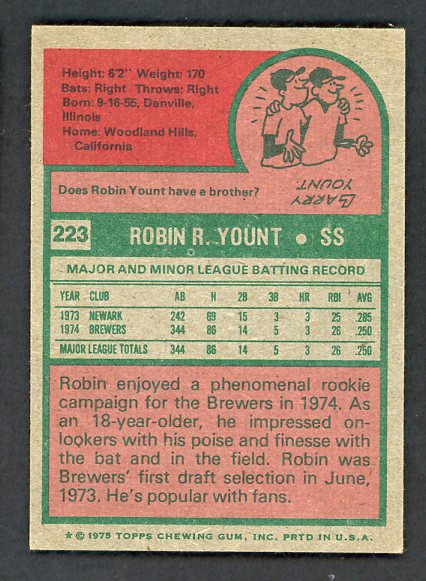 Height: 6'2" Weight: 170
Bats: Right Throws: Right
Born: 9-16-55, Danville,
Illinois
Home: Woodland Hills,
California
Does Robin Yount have a brother?
LARRY
YOUNT.
223 ROBIN R. YOUNT • SS
MAJOR AND MINOR LEAGUE BATTING RECORD
YEAR CLUB AB H 2B 3B HR RBI AVG
1973 NEWARK 242 69 15 3 3 25 .285
1974 BREWERS 344 86 14 5 3 26 .250
MAJOR LEAGUE TOTALS 344 86 14 5 3 26 .250
Robin enjoyed a phenomenal rookie
campaign for the Brewers in 1974. As
an 18-year-older, he impressed on-
lookers with his poise and finesse with
the bat and in the field. Robin was
Brewers' first draft selection in June,
1973. He's popular with fans.
* © 1975 TOPPS CHEWING GUM, INC. PRTD IN U.S.A.